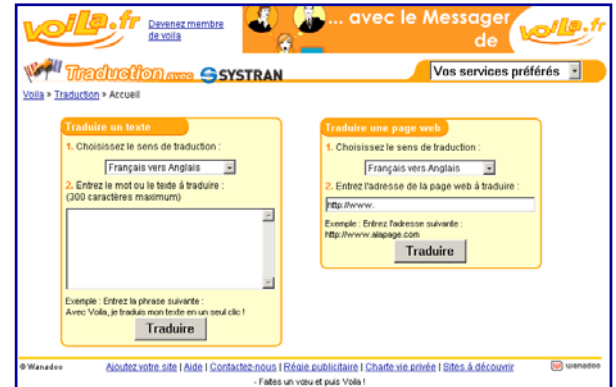 voila.fr
Devenez membre
de voila
... avec le Messager
de
voila.fr
Traduction avec SYSTRAN
Vos services préférés
Voila » Traduction » Accueil
Traduire un texte
1. Choisissez le sens de traduction :
Français vers Anglais
2. Entrez le mot ou le texte à traduire :
(300 caractères maximum)
Exemple : Entrez la phrase suivante :
Avec Voila, je traduis mon texte en un seul clic !
Traduire
Traduire une page web
1. Choisissez le sens de traduction :
Français vers Anglais
2. Entrez l'adresse de la page web à traduire :
http://www.
Exemple : Entrez l'adresse suivante :
http://www.alapage.com
Traduire
© Wanadoo
Ajoutez votre site | Aide | Contactez-nous | Régie publicitaire | Charte vie privée | Sites à découvrir
wanadoo
- Faites un vœu et puis Voila !